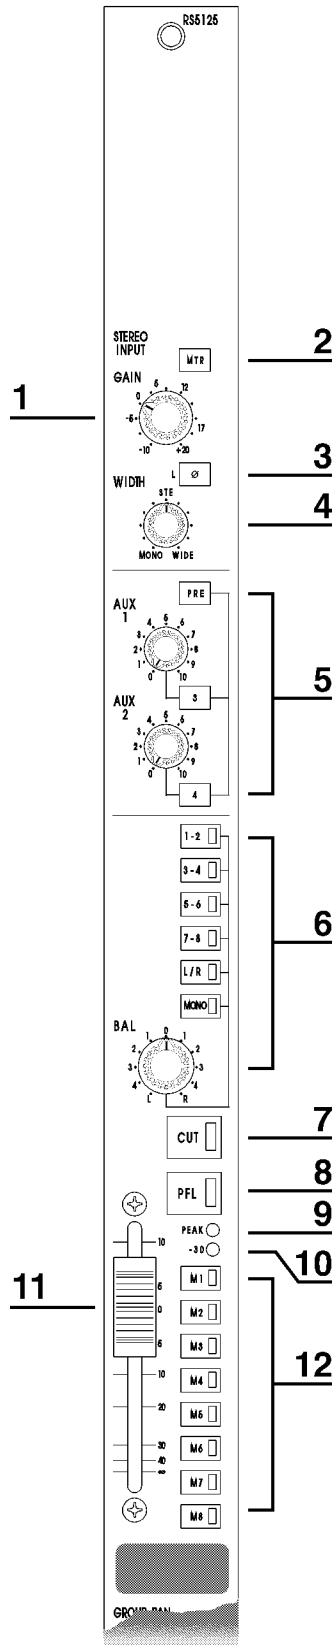 RS5125
STEREO
INPUT
MTR
2
GAIN
1
0 5 12
-5 17
-10 +20
L Ø
3
WIDTH
STE
4
MONO WIDE
PRE
AUX
1
4 5 6
3 7
2 8
1 9
0 10
5
3
AUX
2
4 5 6
3 7
2 8
1 9
0 10
4
1-2
3-4
5-6
6
7-8
L/R
MONO
BAL
0
1 1
2 2
3 3
4 4
L R
CUT
7
PFL
8
PEAK
9
-30
10
10
M1
5
11
0
M2
5
M3
10
M4
12
20
M5
30
M6
40
∞
M7
M8
GROUP PAN